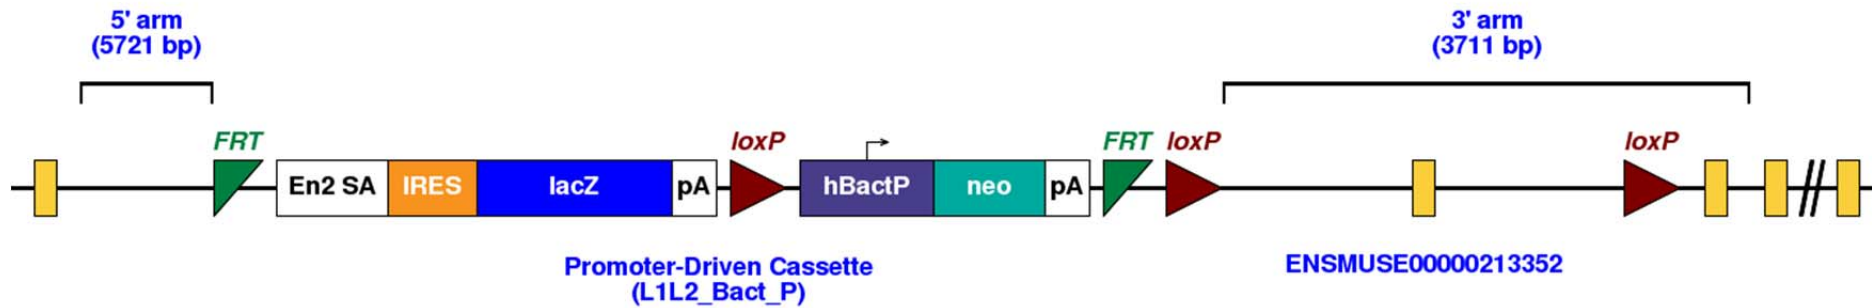 5' arm
(5721 bp)
3' arm
(3711 bp)
FRT
loxP
FRT
loxP
loxP
En2 SA
IRES
lacZ
pA
hBactP
neo
pA
Promoter-Driven Cassette
(L1L2_Bact_P)
ENSMUSE00000213352